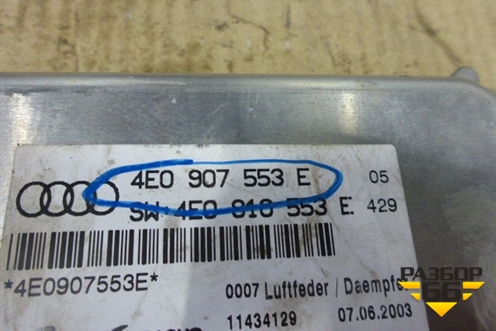 4E0 907 553 E 05
SW 4E0 910 553 E. 429
*4E0907553E*
0007 Luftfeder / Daempfe
11434129 07.06.2003
РАЗБОР
66